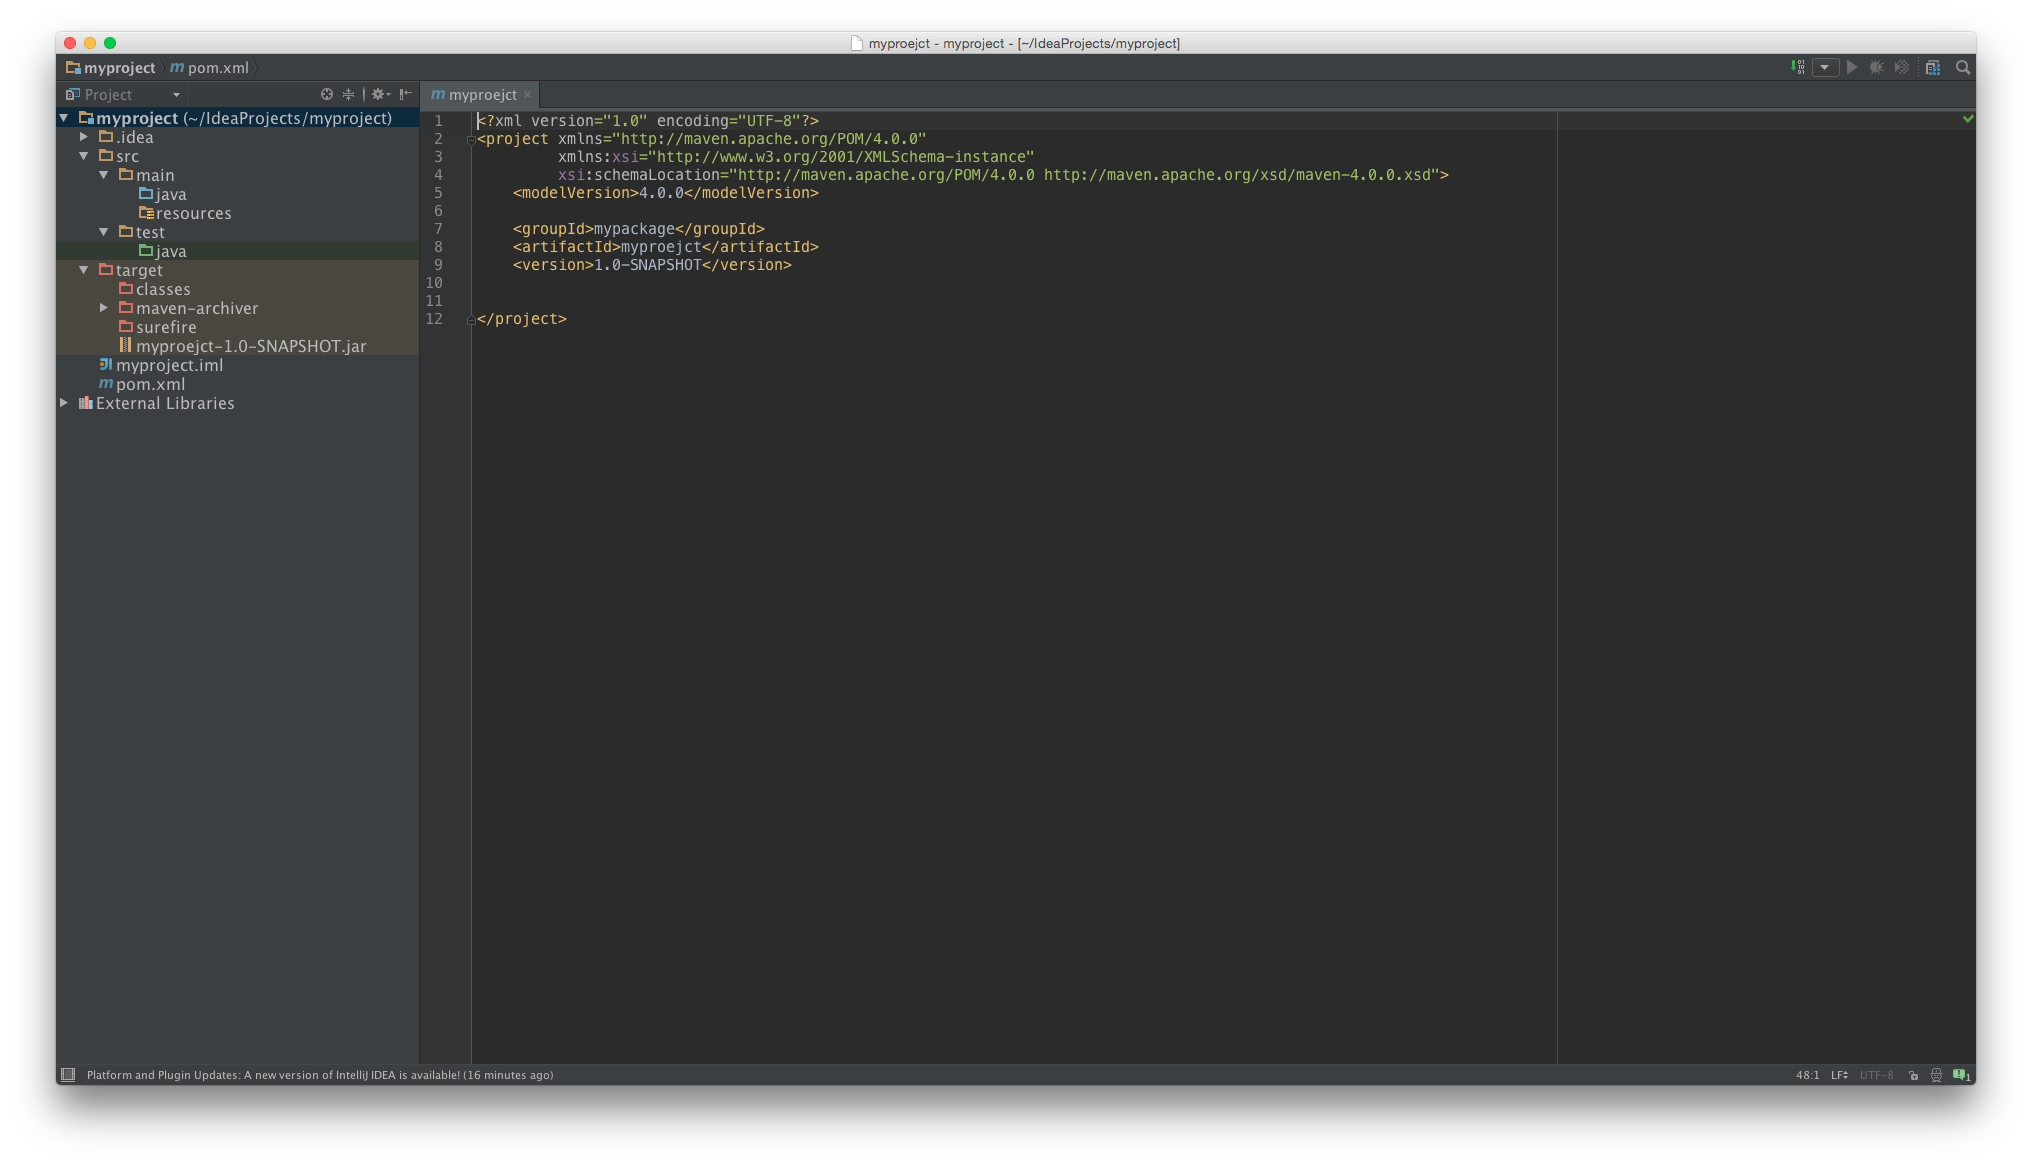 myproejct - myproject - [~/IdeaProjects/myproject]
myproject
pom.xml
Project
myproejct
myproject (~/IdeaProjects/myproject)
.idea
src
main
java
resources
test
java
target
classes
maven-archiver
surefire
myproejct-1.0-SNAPSHOT.jar
myproject.iml
pom.xml
External Libraries
1 <?xml version="1.0" encoding="UTF-8"?>
2 <project xmlns="http://maven.apache.org/POM/4.0.0"
3 xmlns:xsi="http://www.w3.org/2001/XMLSchema-instance"
4 xsi:schemaLocation="http://maven.apache.org/POM/4.0.0 http://maven.apache.org/xsd/maven-4.0.0.xsd">
5 <modelVersion>4.0.0</modelVersion>
6
7 <groupId>mypackage</groupId>
8 <artifactId>myproejct</artifactId>
9 <version>1.0-SNAPSHOT</version>
10
11
12 </project>
Platform and Plugin Updates: A new version of IntelliJ IDEA is available! (16 minutes ago)
48:1 LF UTF-8 1